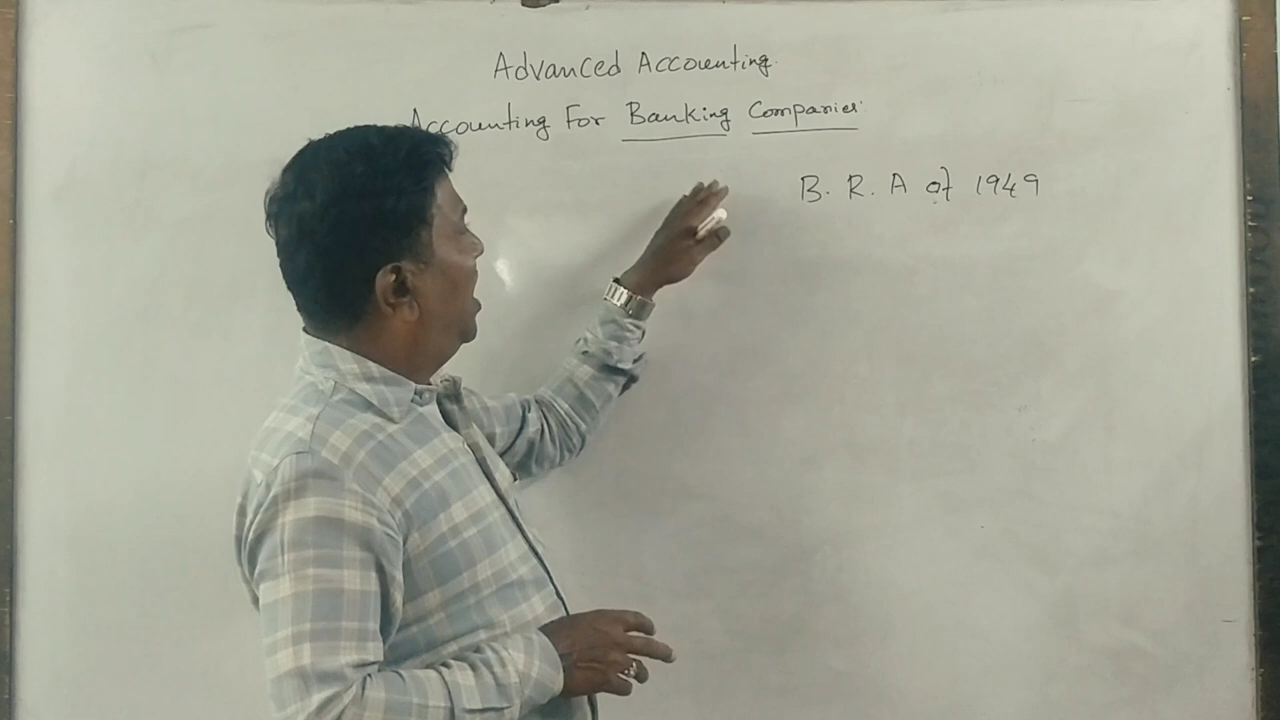 Advanced Accounting.
Accounting For Banking Companies
B. R. A of 1949